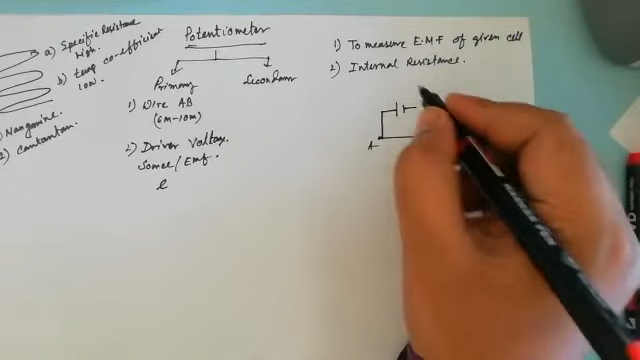 a) Specific Resistance
High.
b) temp co-efficient
low.
1) Manganine
2) Constantan.
Potentiometer
Primary
Secondary
1) Wire AB
(6m-10m)
2) Driver Voltage
Source/Emf.
e
1) To measure E.M.F of given cell
2) Internal Resistance.
A